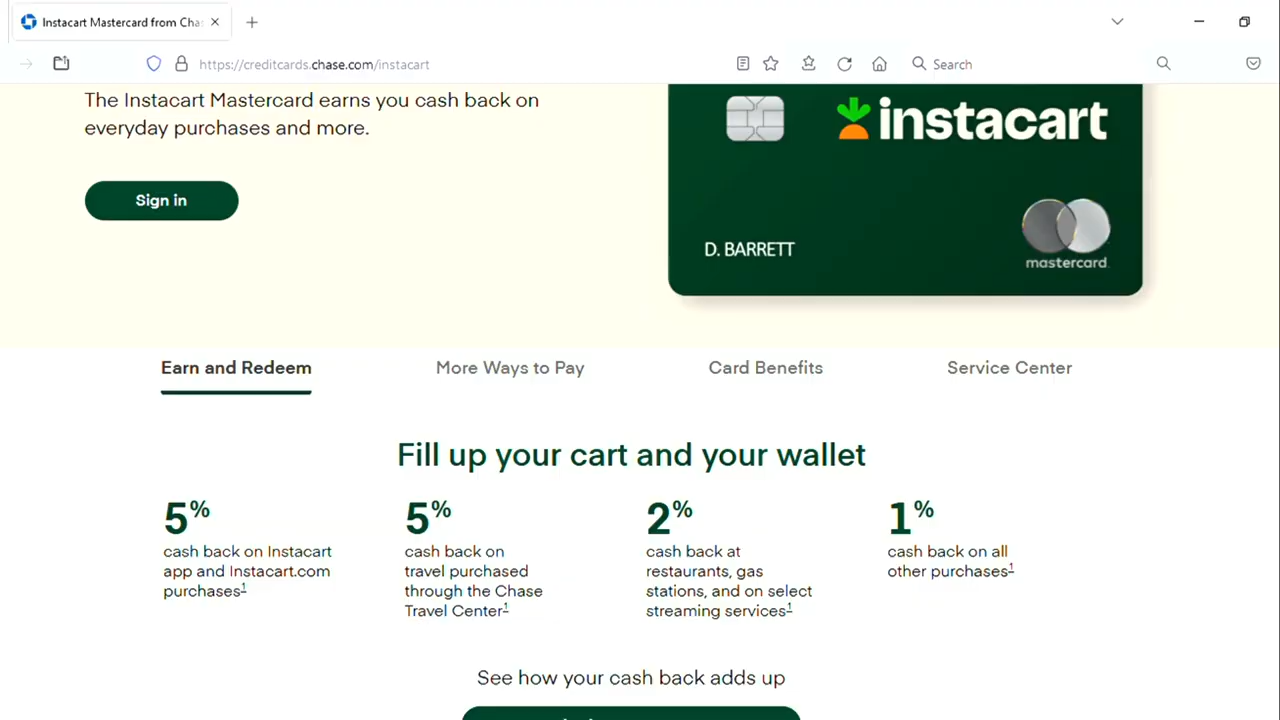 Instacart Mastercard from Cha
https://creditcards.chase.com/instacart
Search
The Instacart Mastercard earns you cash back on
everyday purchases and more.
Sign in
instacart
D. BARRETT
mastercard
Earn and Redeem
More Ways to Pay
Card Benefits
Service Center
Fill up your cart and your wallet
5%
cash back on Instacart
app and Instacart.com
purchases1
5%
cash back on
travel purchased
through the Chase
Travel Center1
2%
cash back at
restaurants, gas
stations, and on select
streaming services1
1%
cash back on all
other purchases1
See how your cash back adds up